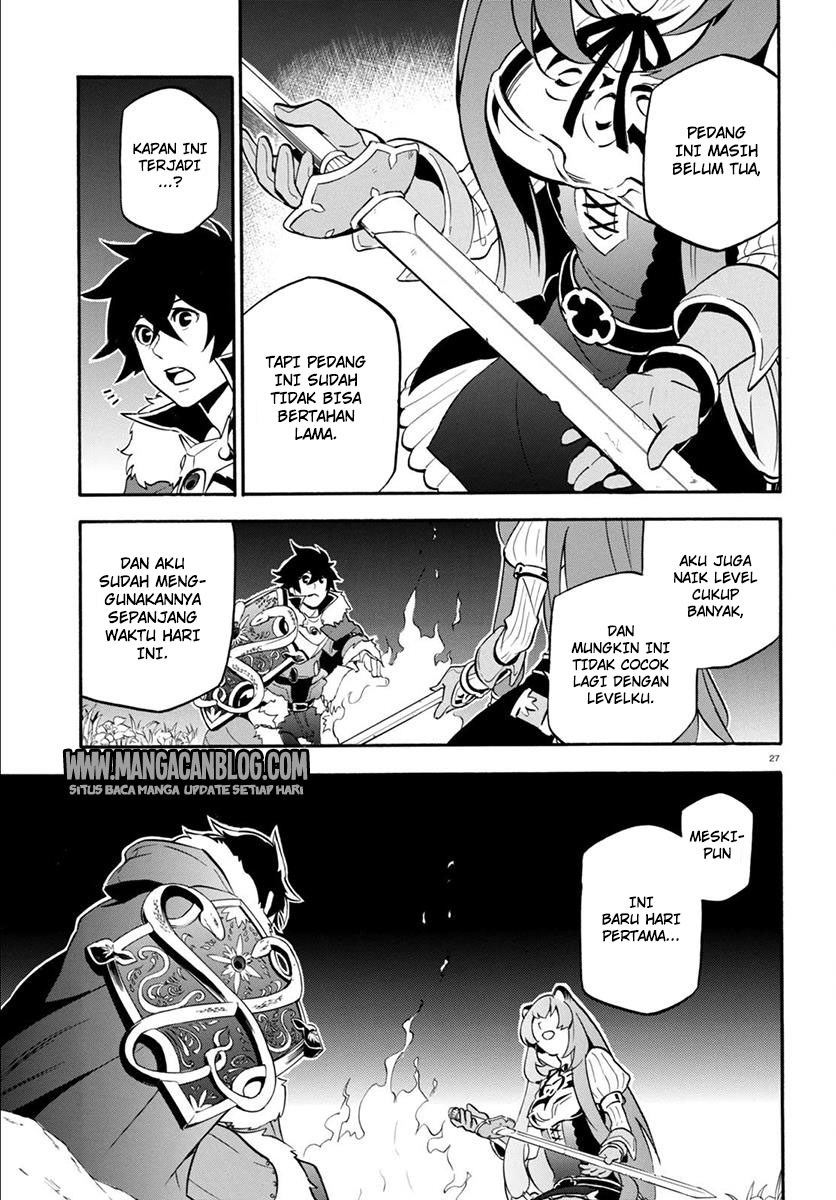 PEDANG
INI MASIH
BELUM TUA,
TAPI PEDANG
INI SUDAH
TIDAK BISA
BERTAHAN
LAMA.
KAPAN INI
TERJADI
...?
AKU JUGA
NAIK LEVEL
CUKUP
BANYAK,
DAN
MUNGKIN INI
TIDAK COCOK
LAGI DENGAN
LEVELKU.
DAN AKU
SUDAH MENG-
GUNAKANNYA
SEPANJANG
WAKTU HARI
INI.
27
WWW.MANGACANBLOG.COM
SITUS BACA MANGA UPDATE SETIAP HARI
MESKI-
PUN
INI
BARU HARI
PERTAMA...